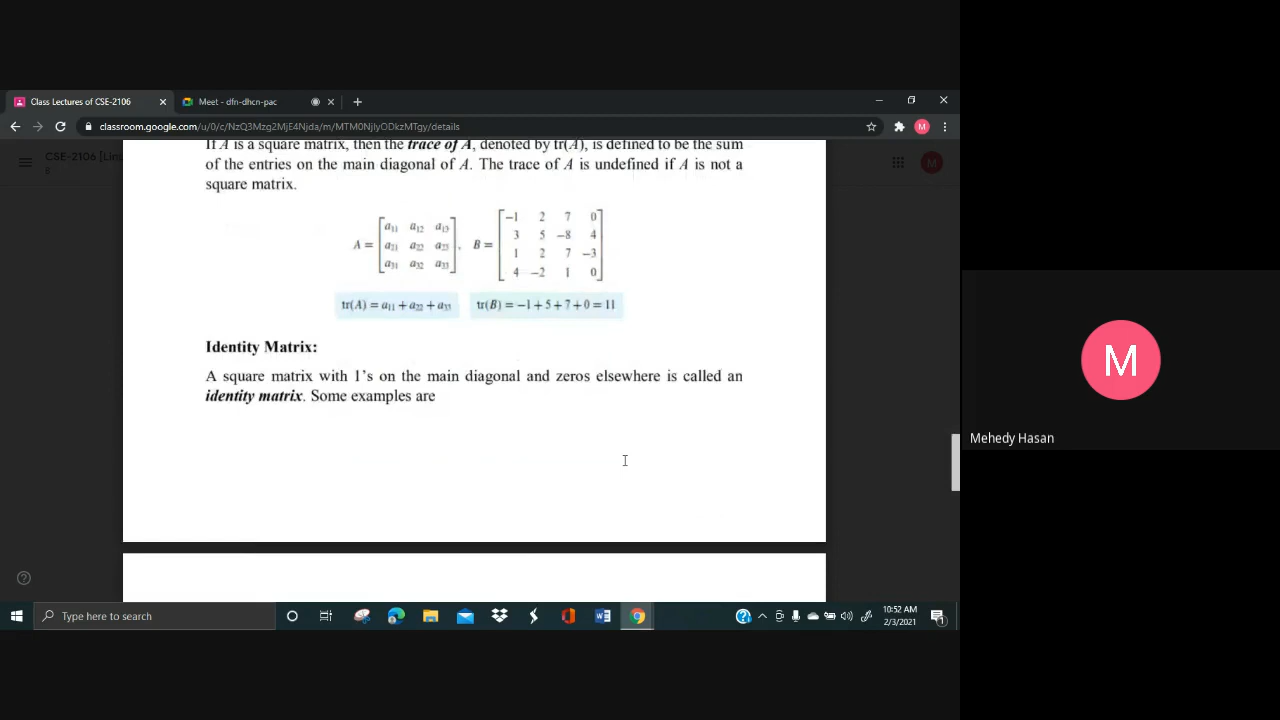 Class Lectures of CSE-2106
Meet - dfn-dhcn-pac
classroom.google.com/u/0/c/NzQ3Mzg2MjE4Njda/m/MTM0NjIyODkzMTgy/details
M
CSE-2106 [Lin
B
M
If A is a square matrix, then the trace of A, denoted by tr(A), is defined to be the sum
of the entries on the main diagonal of A. The trace of A is undefined if A is not a
square matrix.
A = [a11 a12 a13
a21 a22 a23
a31 a32 a33],
B = [−1 2 7 0
3 5 −8 4
1 2 7 −3
4 −2 1 0]
tr(A) = a11 + a22 + a33
tr(B) = −1 + 5 + 7 + 0 = 11
Identity Matrix:
A square matrix with 1's on the main diagonal and zeros elsewhere is called an
identity matrix. Some examples are
M
Mehedy Hasan
Type here to search
10:52 AM
2/3/2021
1